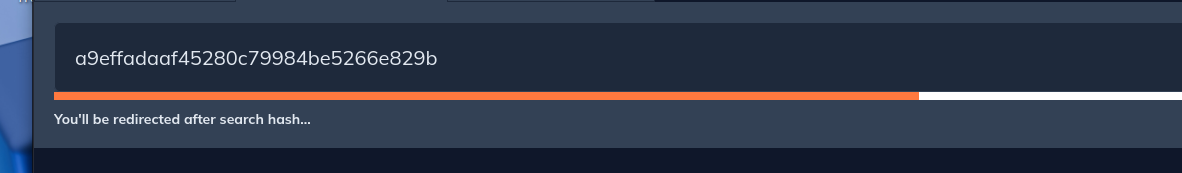 a9effadaaf45280c79984be5266e829b
You'll be redirected after search hash...